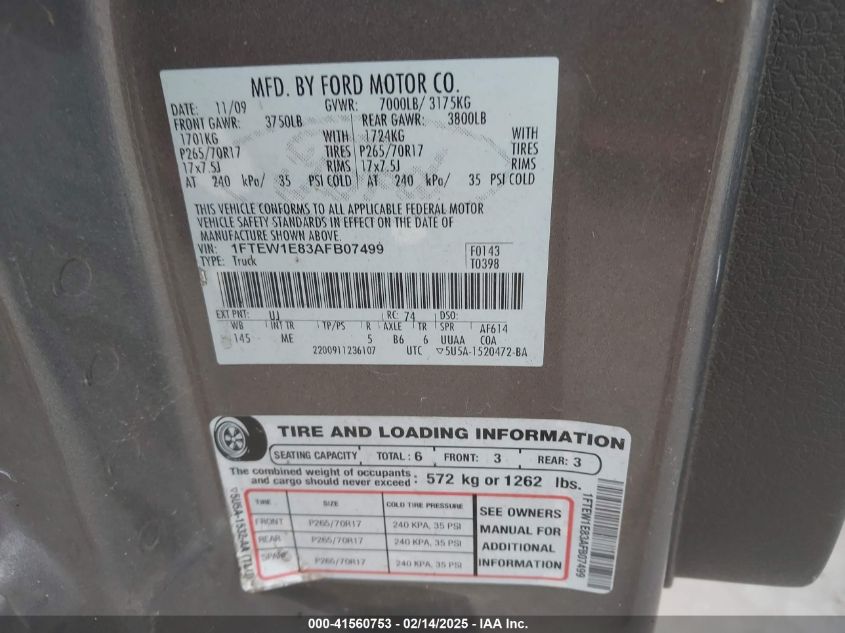 MFD. BY FORD MOTOR CO.
DATE: 11/09 GVWR: 7000LB/ 3175KG
FRONT GAWR: 3750LB REAR GAWR: 3800LB
1701KG WITH 1724KG WITH
P265/70R17 TIRES P265/70R17 TIRES
17x7.5J RIMS 17x7.5J RIMS
AT 240 kPa/ 35 PSI COLD AT 240 kPa/ 35 PSI COLD
THIS VEHICLE CONFORMS TO ALL APPLICABLE FEDERAL MOTOR
VEHICLE SAFETY STANDARDS IN EFFECT ON THE DATE OF
MANUFACTURE SHOWN ABOVE.
VIN: 1FTEW1E83AFB07499 F0143
TYPE: Truck T0398
EXT PNT: UJ RC: 74 DSO:
WB INT TR TP/PS R AXLE TR SPR AF614
145 ME 5 B6 6 UUAA COA
2200911236107 UTC ▽5U5A-1520472-BA
TIRE AND LOADING INFORMATION
SEATING CAPACITY TOTAL: 6 FRONT: 3 REAR: 3
The combined weight of occupants
and cargo should never exceed: 572 kg or 1262 lbs.
TIRE SIZE COLD TIRE PRESSURE
FRONT P265/70R17 240 KPA, 35 PSI
REAR P265/70R17 240 KPA, 35 PSI
SPARE P265/70R17 240 KPA, 35 PSI
SEE OWNERS
MANUAL FOR
ADDITIONAL
INFORMATION
1FTEW1E83AFB07499
000-41560753 - 02/14/2025 - IAA Inc.